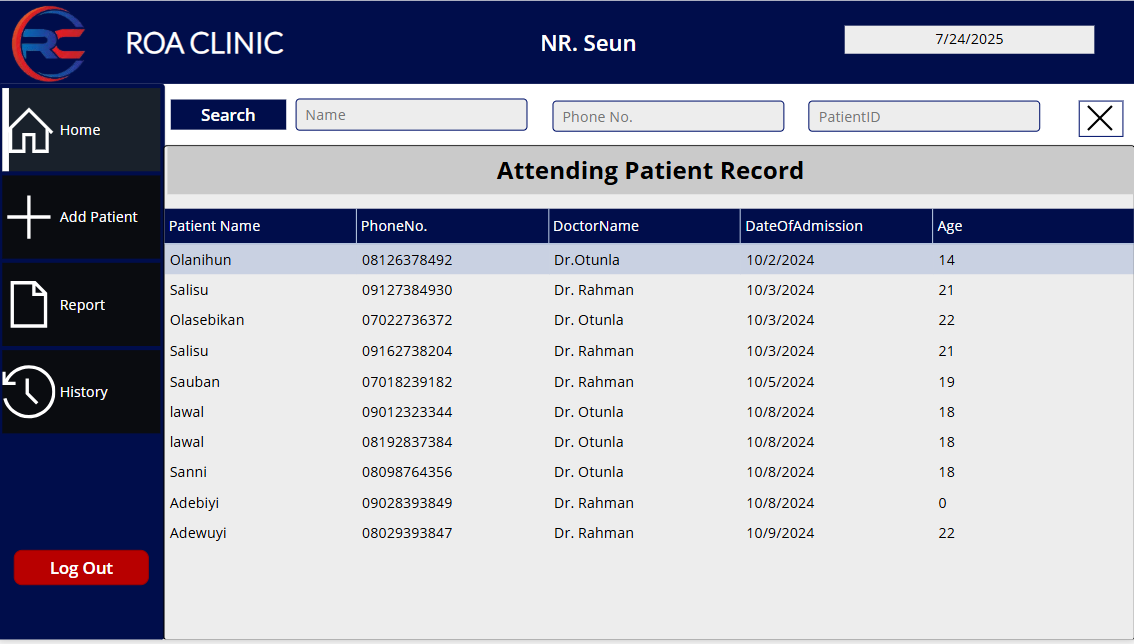 RC ROA CLINIC NR. Seun 7/24/2025
Home
Add Patient
Report
History
Log Out
Search Name Phone No. PatientID
Attending Patient Record
Patient Name PhoneNo. DoctorName DateOfAdmission Age
Olanihun 08126378492 Dr.Otunla 10/2/2024 14
Salisu 09127384930 Dr. Rahman 10/3/2024 21
Olasebikan 07022736372 Dr. Otunla 10/3/2024 22
Salisu 09162738204 Dr. Rahman 10/3/2024 21
Sauban 07018239182 Dr. Rahman 10/5/2024 19
lawal 09012323344 Dr. Otunla 10/8/2024 18
lawal 08192837384 Dr. Otunla 10/8/2024 18
Sanni 08098764356 Dr. Otunla 10/8/2024 18
Adebiyi 09028393849 Dr. Rahman 10/8/2024 0
Adewuyi 08029393847 Dr. Rahman 10/9/2024 22